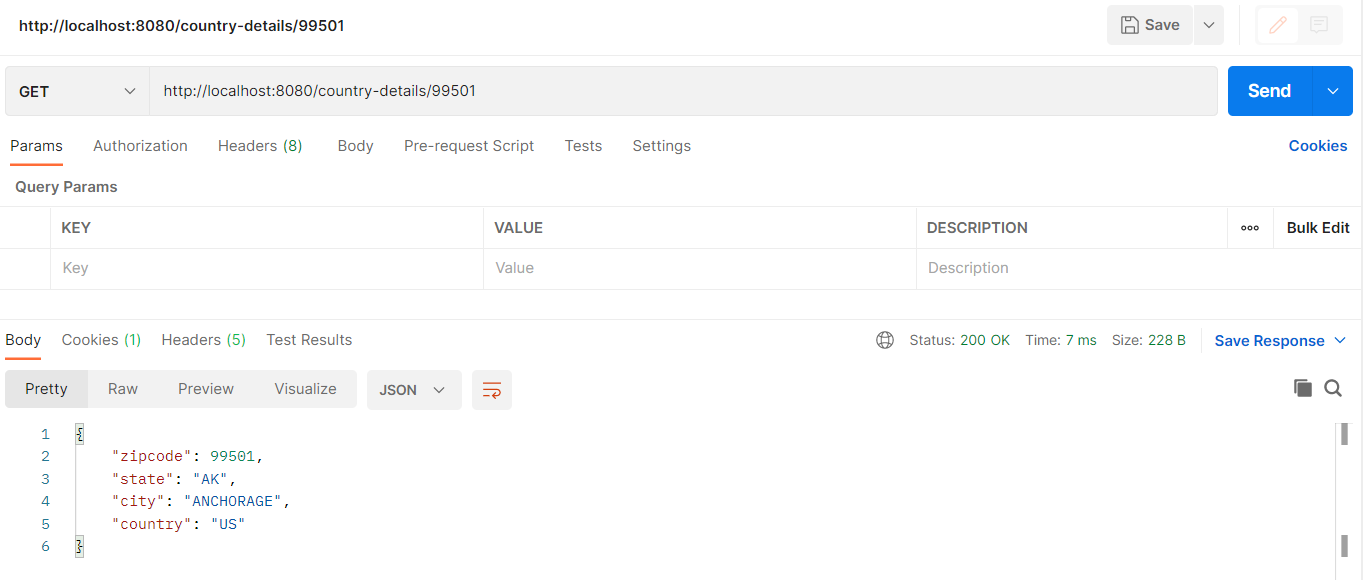 http://localhost:8080/country-details/99501 Save
GET http://localhost:8080/country-details/99501 Send
Params Authorization Headers (8) Body Pre-request Script Tests Settings Cookies
Query Params
KEY VALUE DESCRIPTION ooo Bulk Edit
Key Value Description
Body Cookies (1) Headers (5) Test Results Status: 200 OK Time: 7 ms Size: 228 B Save Response
Pretty Raw Preview Visualize JSON
1 {
2 "zipcode": 99501,
3 "state": "AK",
4 "city": "ANCHORAGE",
5 "country": "US"
6 }